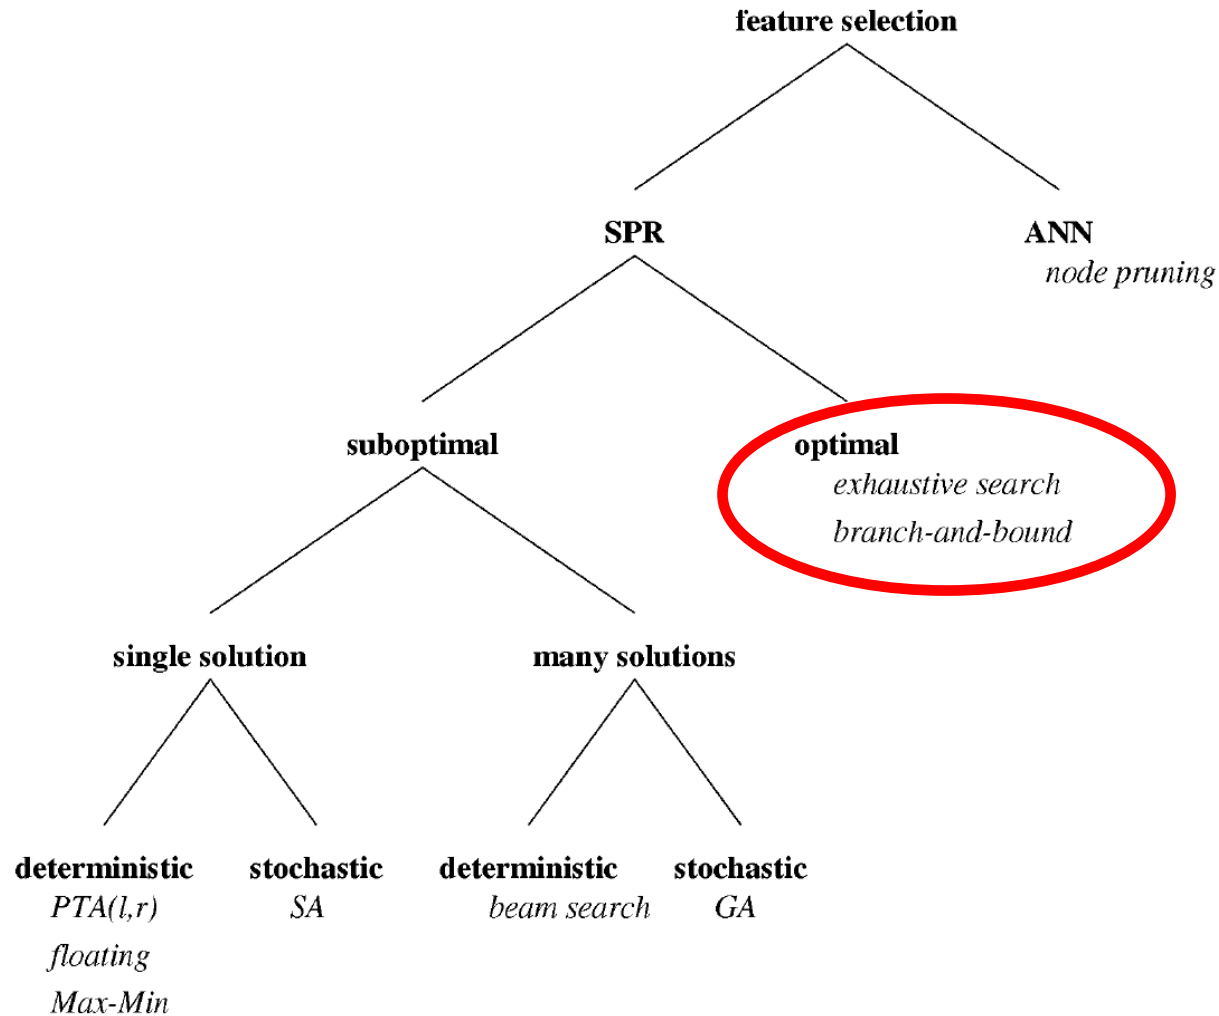 feature selection
SPR
ANN
node pruning
suboptimal
optimal
exhaustive search
branch-and-bound
single solution
many solutions
deterministic
PTA(l,r)
floating
Max-Min
stochastic
SA
deterministic
beam search
stochastic
GA